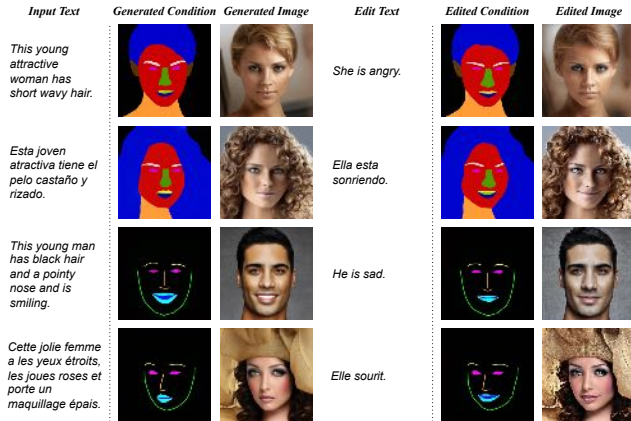 Input Text Generated Condition Generated Image Edit Text Edited Condition Edited Image
This young
attractive
woman has
short wavy hair.
She is angry.
Esta joven
atractiva tiene el
pelo castaño y
rizado.
Ella esta
sonriendo.
This young man
has black hair
and a pointy
nose and is
smiling.
He is sad.
Cette jolie femme
a les yeux étroits,
les joues roses et
porte un
maquillage épais.
Elle sourit.